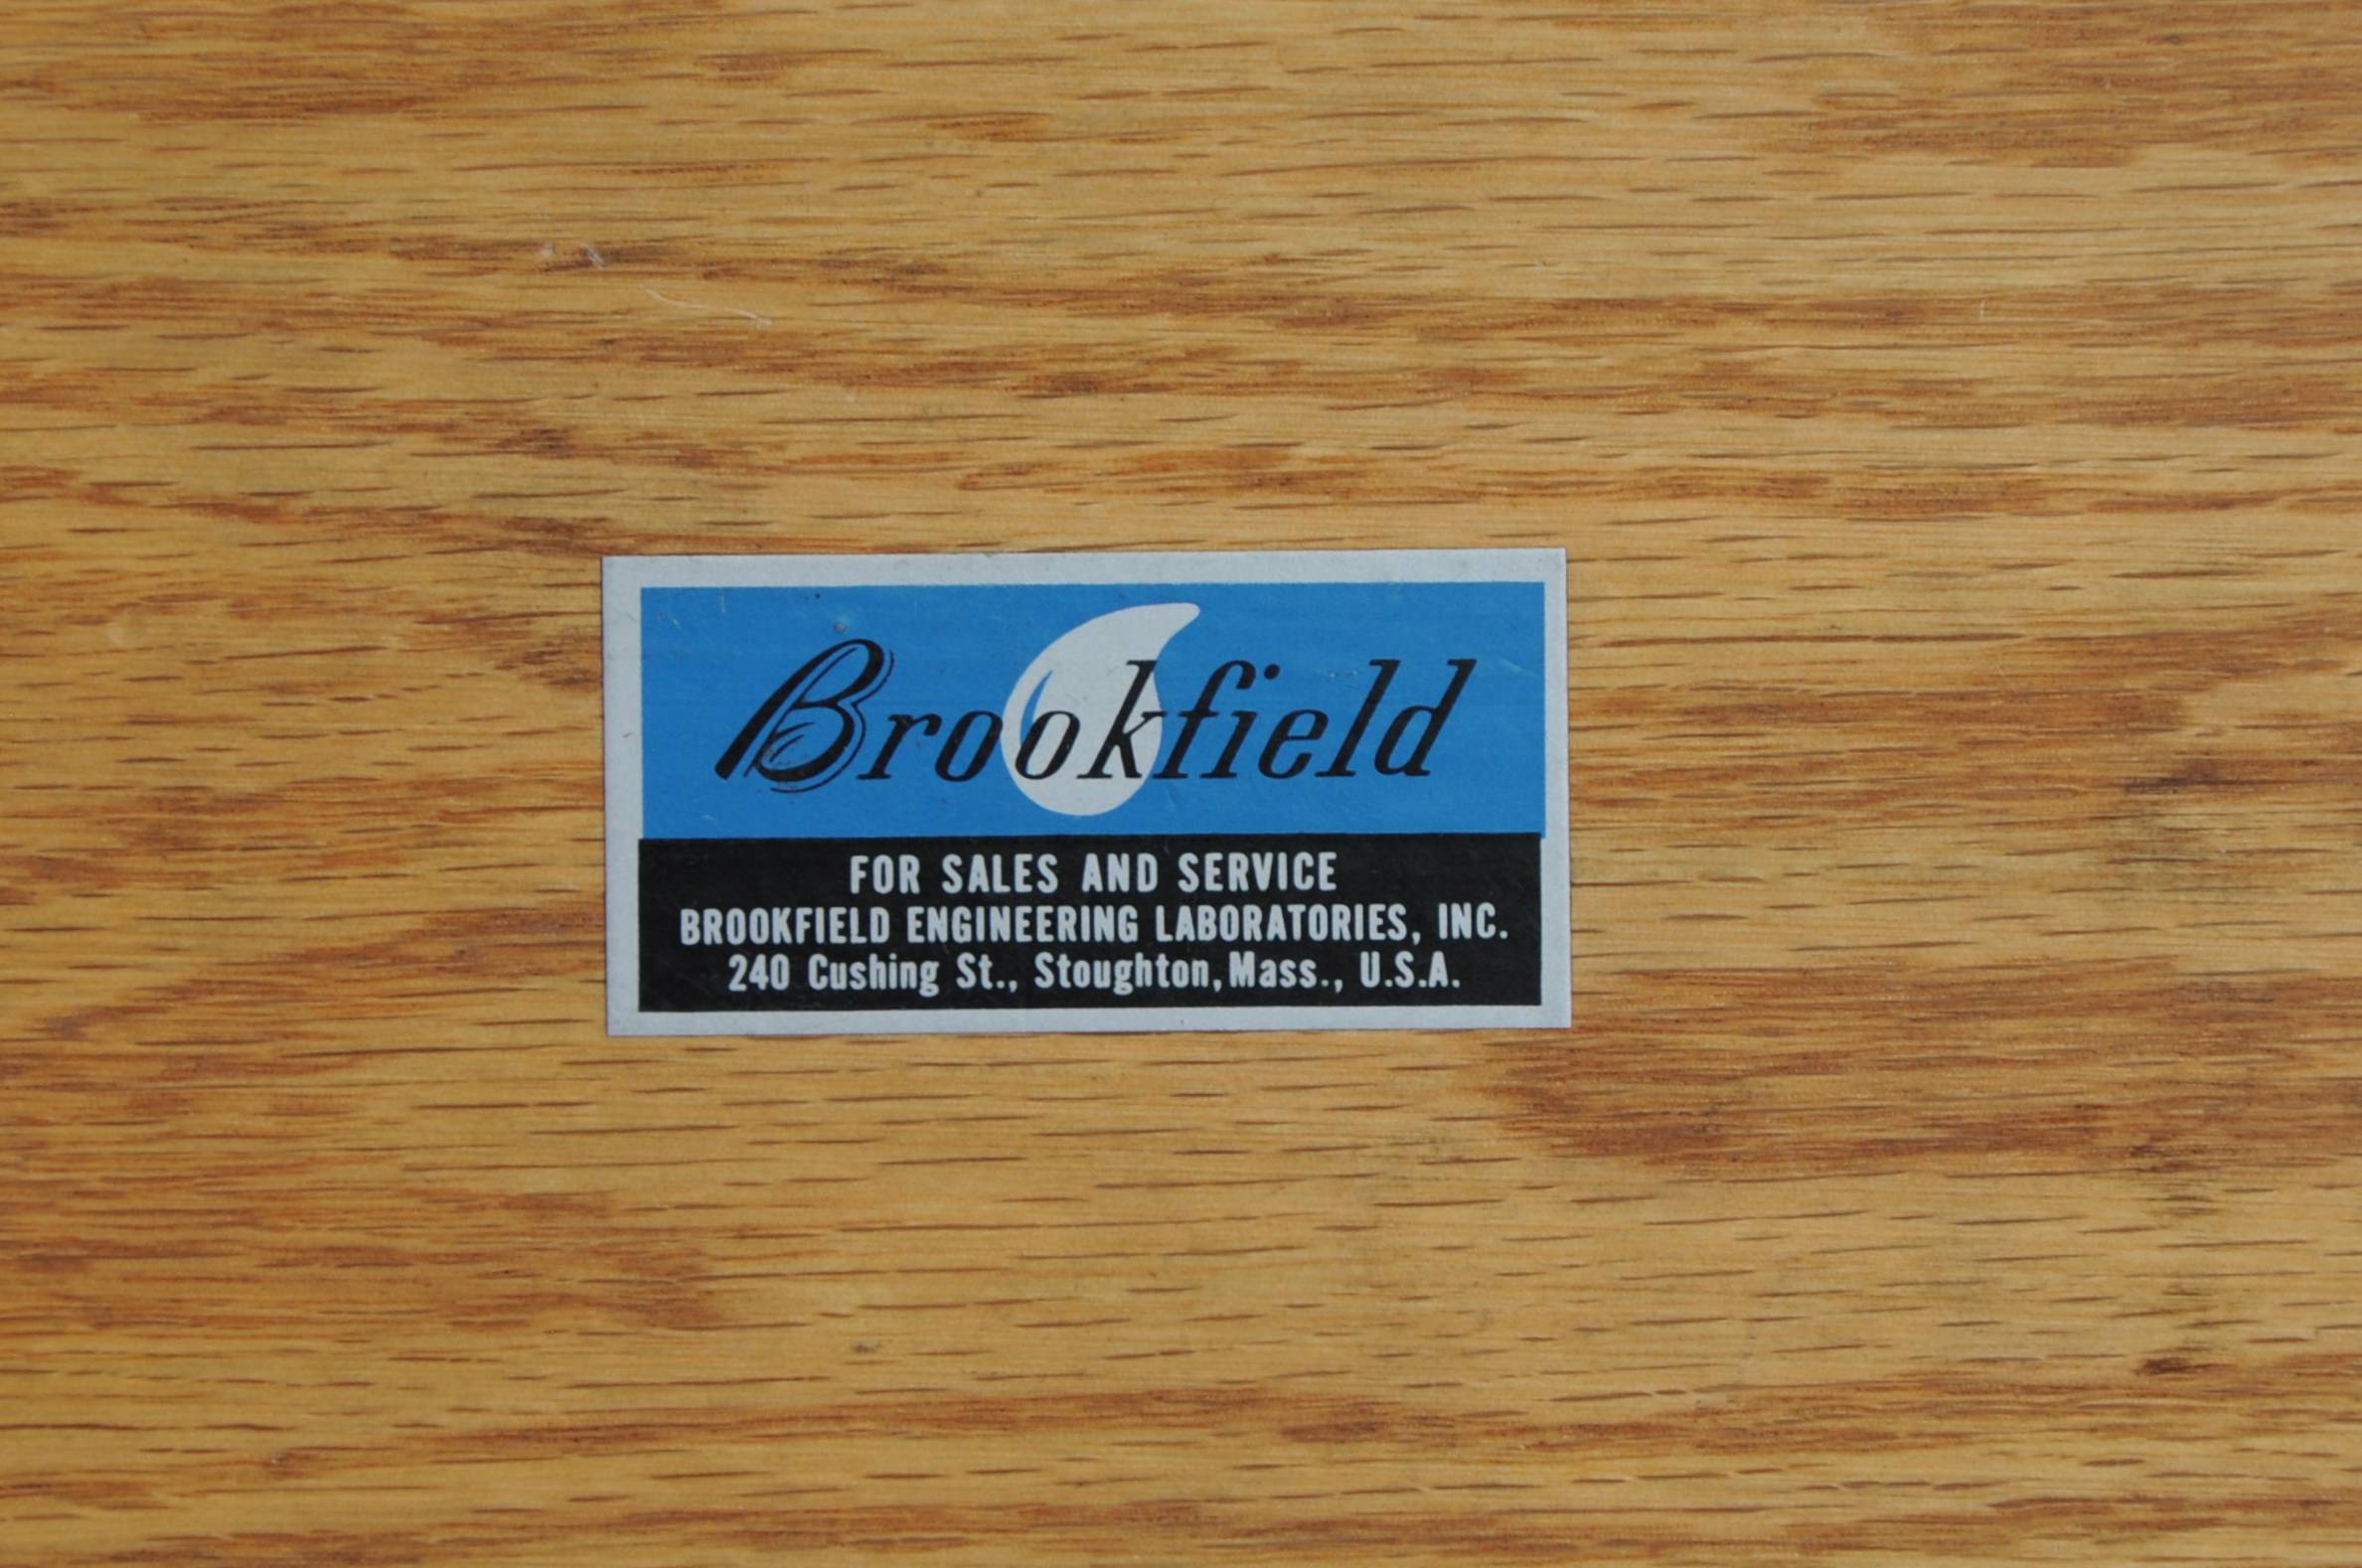 Brookfield
FOR SALES AND SERVICE
BROOKFIELD ENGINEERING LABORATORIES, INC.
240 Cushing St., Stoughton, Mass., U.S.A.